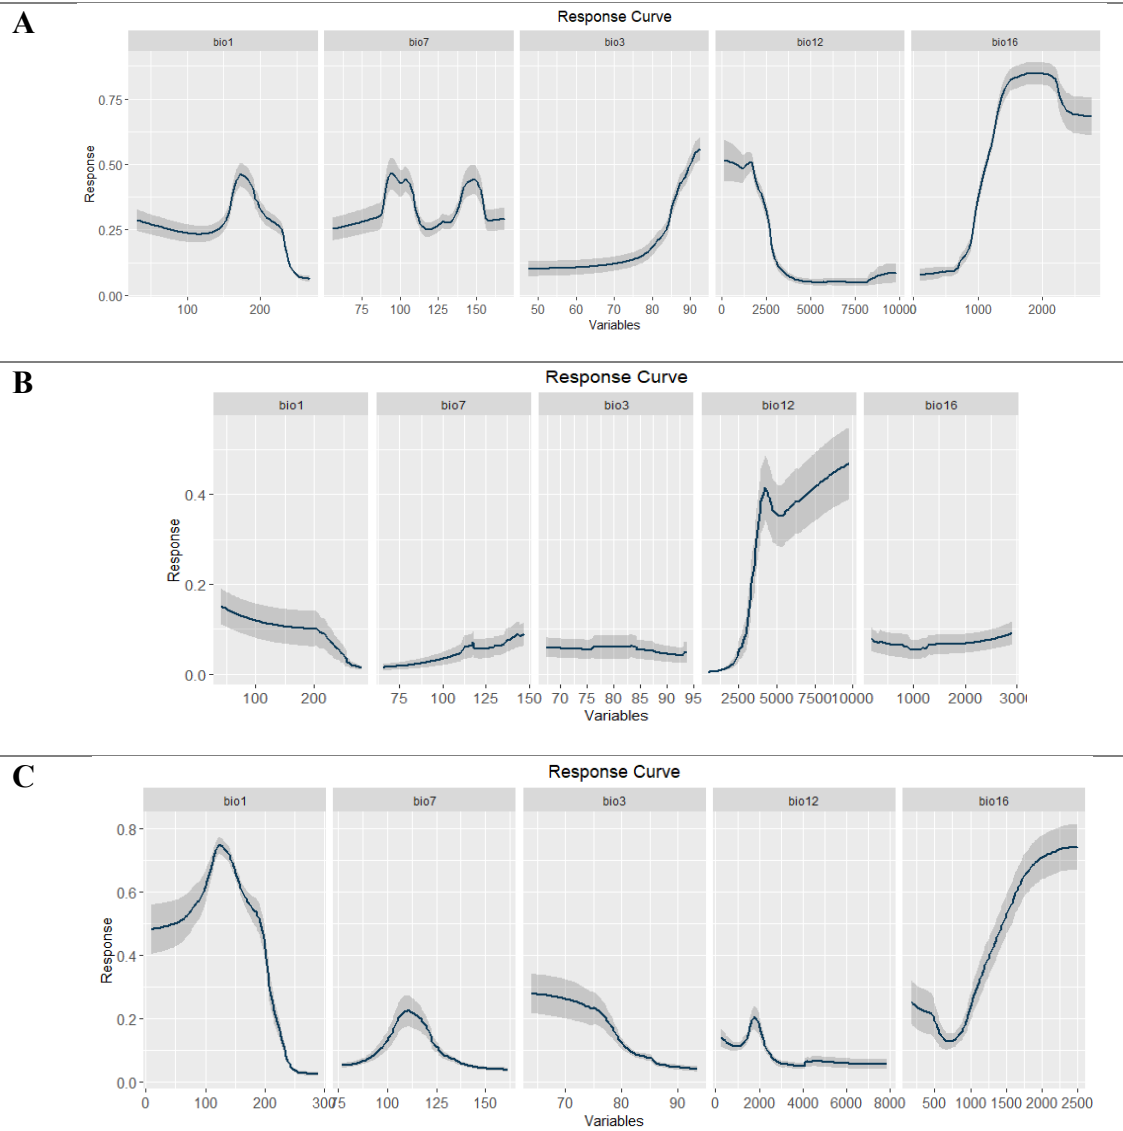 A
Response Curve
bio1 bio7 bio3 bio12 bio16
0.75
0.50
0.25
0.00
Response
100 200 75 100 125 150 50 60 70 80 90 0 2500 5000 7500 10000 1000 2000
Variables
B
Response Curve
bio1 bio7 bio3 bio12 bio16
0.4
0.2
0.0
Response
100 200 75 100 125 150 70 75 80 85 90 95 2500 5000 7500 10000 1000 2000 3000
Variables
C
Response Curve
bio1 bio7 bio3 bio12 bio16
0.8
0.6
0.4
0.2
0.0
Response
0 100 200 300 75 100 125 150 70 80 90 0 2000 4000 6000 8000 500 1000 1500 2000 2500
Variables